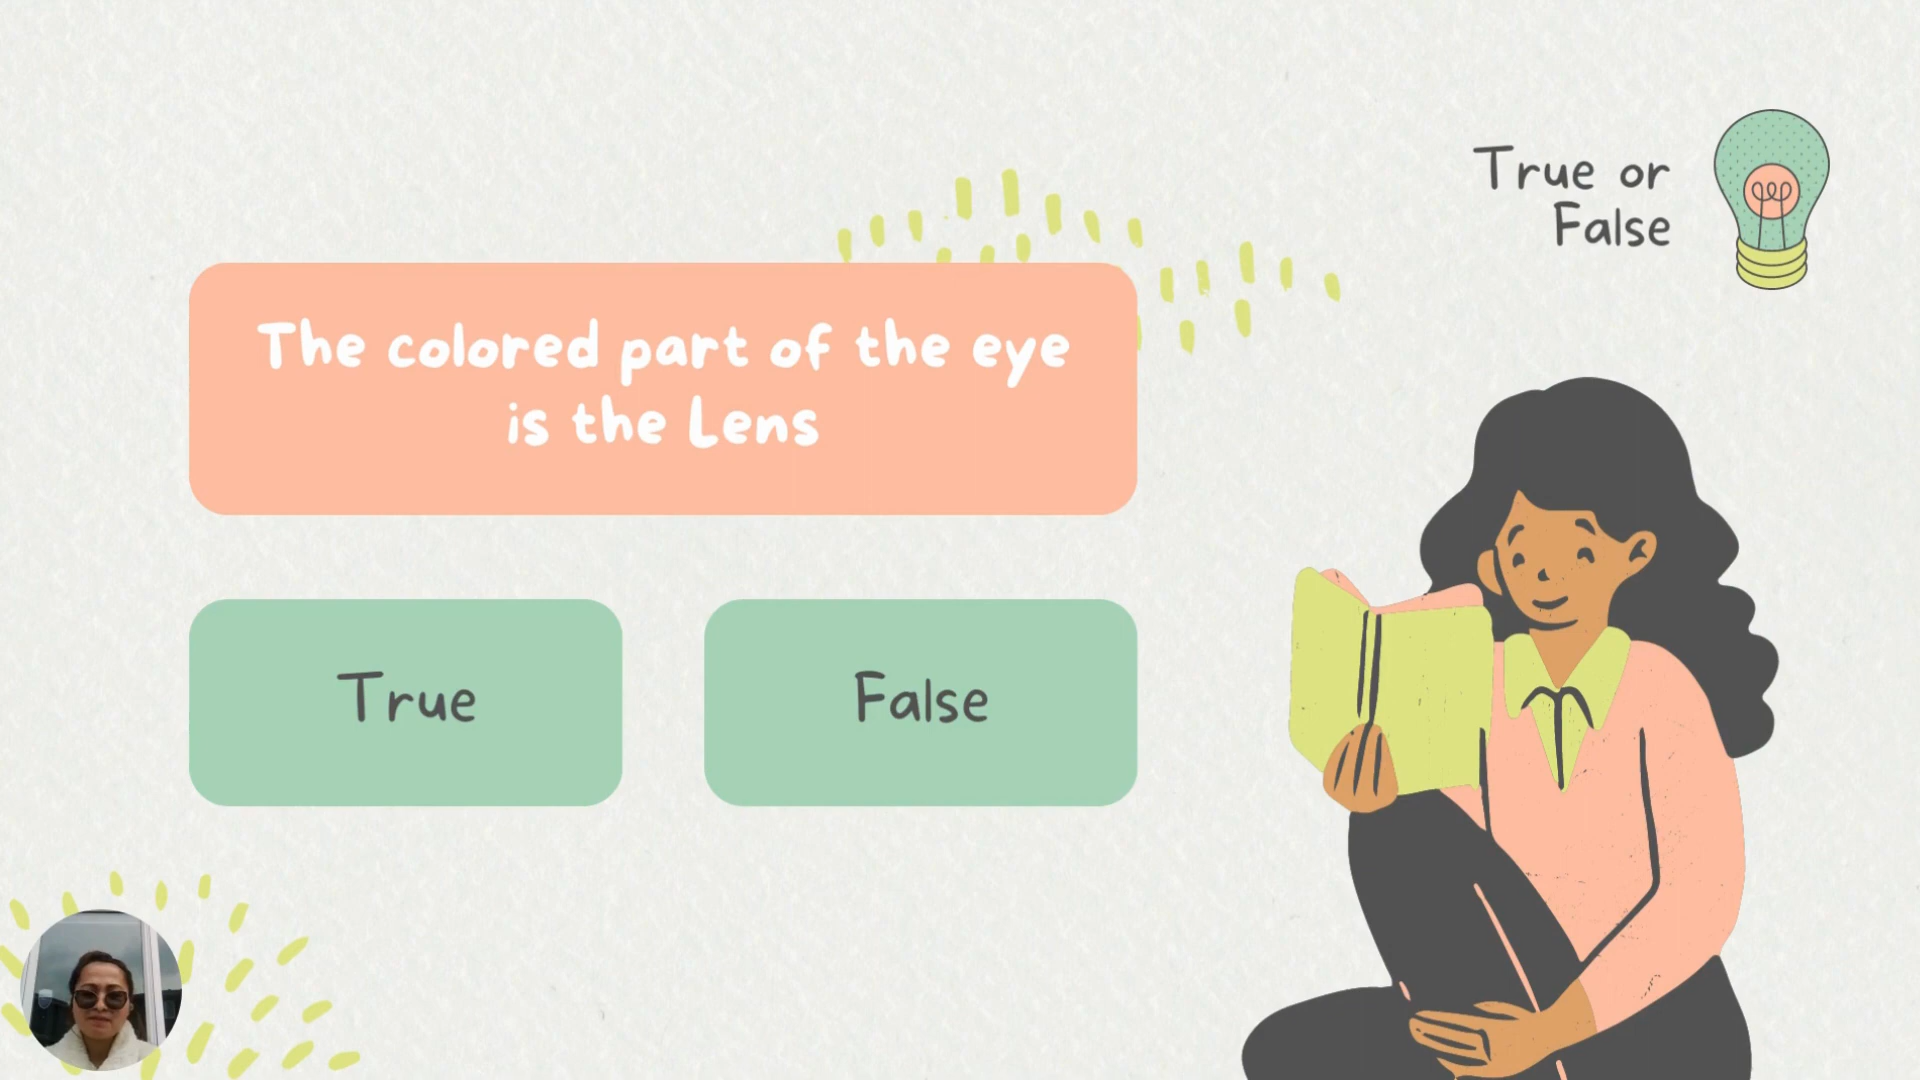 True or
False
The colored part of the eye
is the Lens
True
False